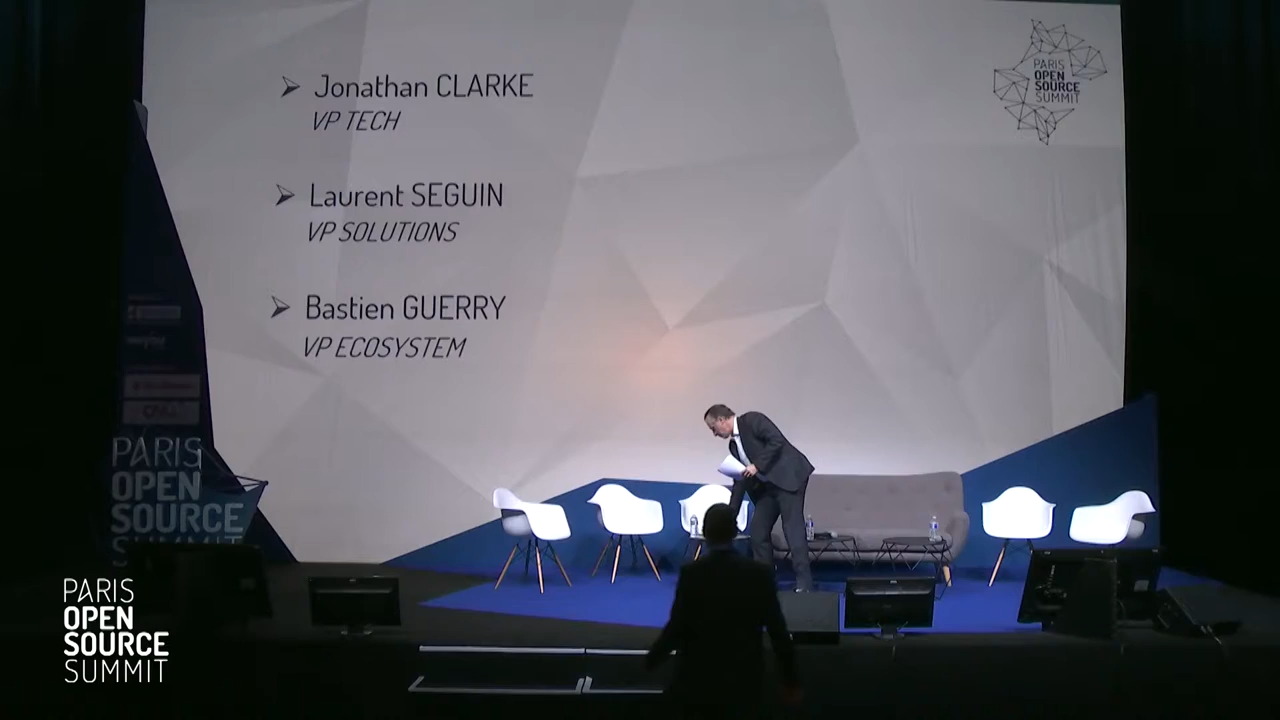 Jonathan CLARKE
VP TECH
Laurent SEGUIN
VP SOLUTIONS
Bastien GUERRY
VP ECOSYSTEM
PARIS
OPEN
SOURCE
SUMMIT
PARIS
OPEN
SOURCE
PARIS
OPEN
SOURCE
SUMMIT